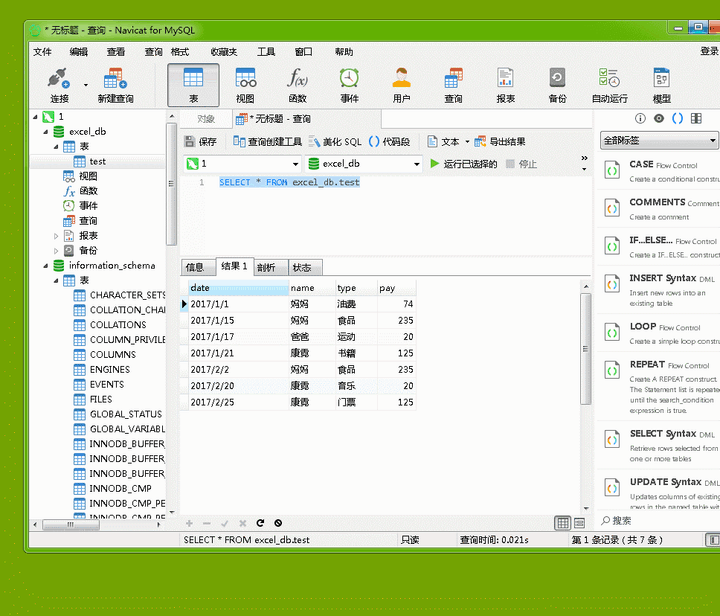 * 无标题 - 查询 - Navicat for MySQL
文件 编辑 查看 查询 格式 收藏夹 工具 窗口 帮助 登录
连接 新建查询 表 视图 函数 事件 用户 查询 报表 备份 自动运行 模型
f(x)
1
excel_db
表
test
视图
函数
事件
查询
报表
备份
information_schema
表
CHARACTER_SETS
COLLATION_CHA
COLLATIONS
COLUMN_PRIVILE
COLUMNS
ENGINES
EVENTS
FILES
GLOBAL_STATUS
GLOBAL_VARIABL
INNODB_BUFFER_
INNODB_BUFFER_
INNODB_BUFFER_
INNODB_CMP
INNODB_CMP_PE
对象 * 无标题 - 查询
保存 查询创建工具 美化 SQL () 代码段 文本 导出结果
1 excel_db 运行已选择的 停止
1 SELECT * FROM excel_db.test
信息 结果 1 剖析 状态
date name type pay
2017/1/1 妈妈 74
2017/1/15 妈妈 食品 235
2017/1/17 爸爸 运动 20
2017/1/21 康霓 书籍 125
2017/2/2 妈妈 食品 235
2017/2/20 康霓 音乐 20
2017/2/25 康霓 门票 125
全部标签
CASE Flow Control
Create a conditional constru
COMMENTS Comment
Create a comment
IF...ELSE... Flow Control
Create a IF...ELSE... construct
INSERT Syntax DML
Insert new rows into an
existing table
LOOP Flow Control
Create a simple loop constru
REPEAT Flow Control
Create A REPEAT construct.
The Statement list is repeate
until the search_condition
expression is true.
SELECT Syntax DML
Retrieve rows selected from
one or more tables
UPDATE Syntax DML
Updates columns of existing
rows in the named table with
搜索
SELECT * FROM excel_db.test 只读 查询时间: 0.021s 第 1 条记录 ( 共 7 条 )